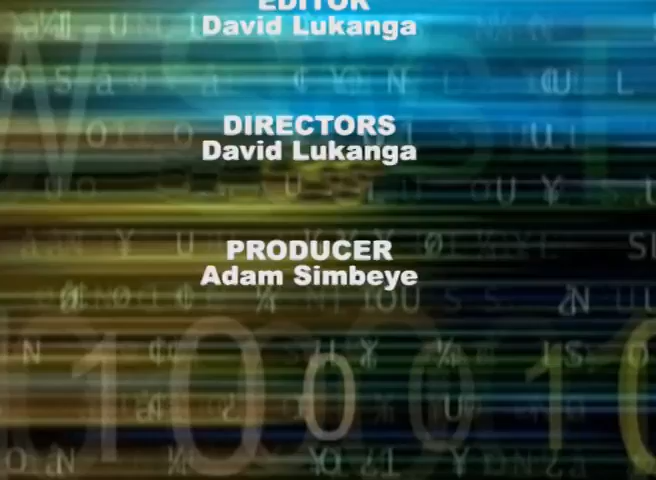 EDITOR
David Lukanga
DIRECTORS
David Lukanga
PRODUCER
Adam Simbeye